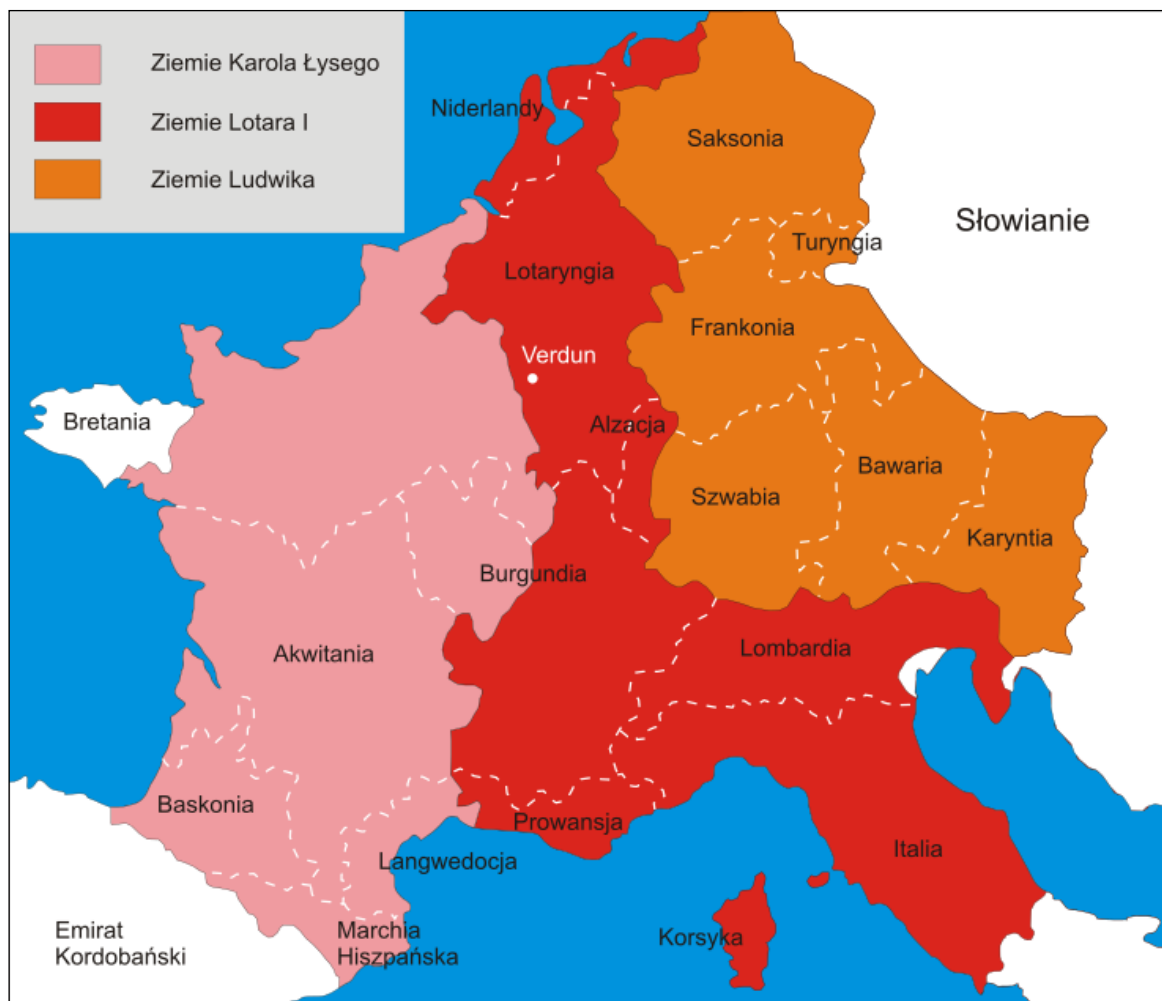 Ziemie Karola Łysego
Ziemie Lotara I
Ziemie Ludwika
Niderlandy
Saksonia
Słowianie
Turyngia
Lotaryngia
Frankonia
Verdun
Bretania
Alzacja
Bawaria
Szwabia
Karyntia
Burgundia
Akwitania
Lombardia
Baskonia
Prowansja
Italia
Langwedocja
Emirat
Kordobański
Marchia
Hiszpańska
Korsyka